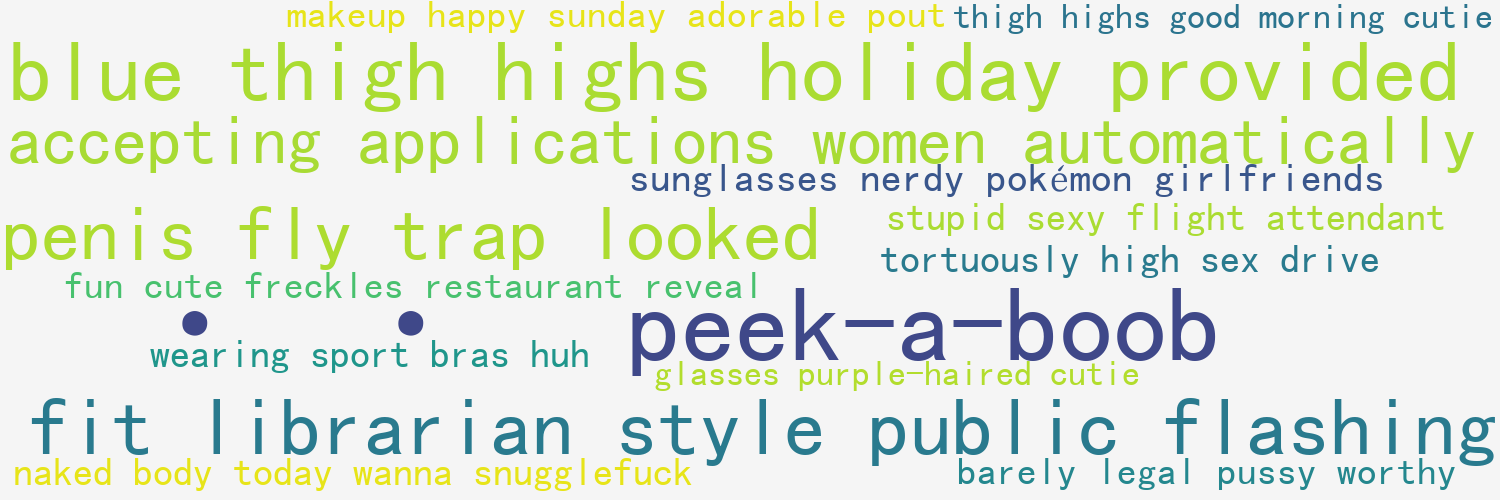 makeup happy sunday adorable pout
thigh highs good morning cutie
blue thigh highs holiday provided
accepting applications women automatically
sunglasses nerdy pokémon girlfriends
penis fly trap looked
stupid sexy flight attendant
tortuously high sex drive
fun cute freckles restaurant reveal
● ● peek-a-boob
wearing sport bras huh
glasses purple-haired cutie
fit librarian style public flashing
naked body today wanna snugglefuck
barely legal pussy worthy